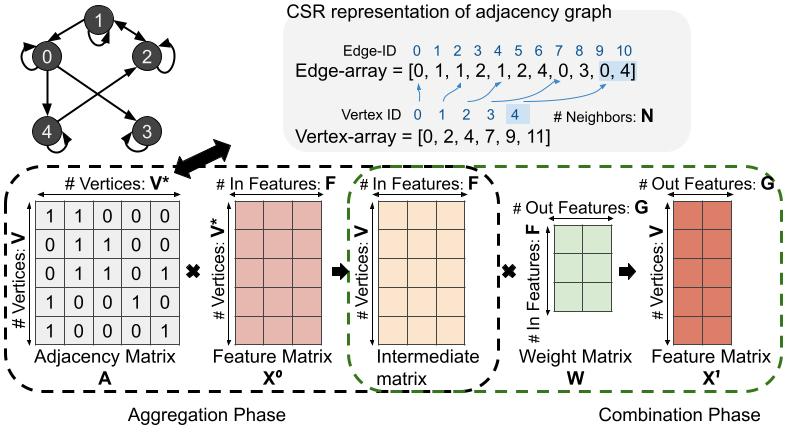 CSR representation of adjacency graph
1
0
2
4
3
Edge-ID 0 1 2 3 4 5 6 7 8 9 10
Edge-array = [0, 1, 1, 2, 1, 2, 4, 0, 3, 0, 4]
Vertex ID 0 1 2 3 4
# Neighbors: N
Vertex-array = [0, 2, 4, 7, 9, 11]
# Vertices: V*
# Vertices: V
1 1 0 0 0
0 1 1 0 0
0 1 1 0 1
1 0 0 1 0
1 0 0 0 1
Adjacency Matrix
A
# In Features: F
# Vertices: V*
Feature Matrix
X⁰
# In Features: F
# Vertices: V
Intermediate
matrix
# Out Features: G
# In Features: F
Weight Matrix
W
# Out Features: G
# Vertices: V
Feature Matrix
X¹
Aggregation Phase
Combination Phase